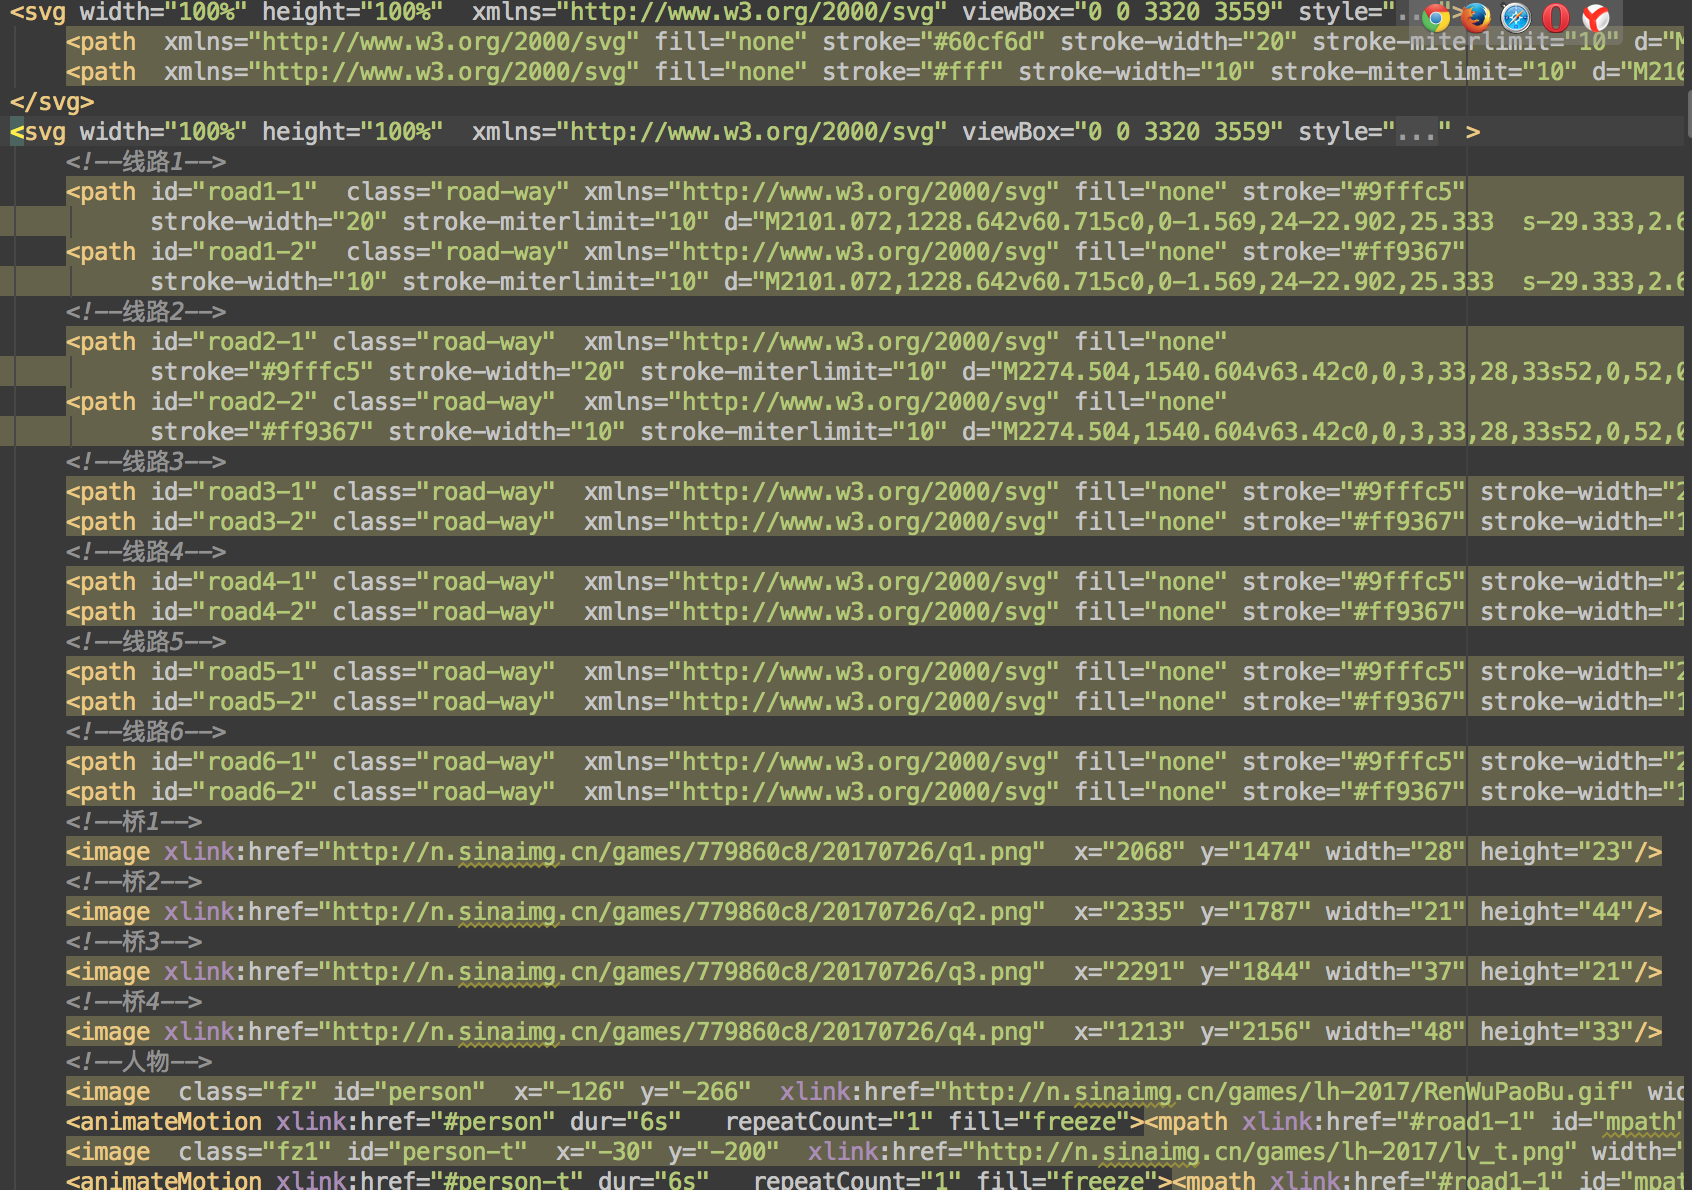 <svg width="100%" height="100%"  xmlns="http://www.w3.org/2000/svg" viewBox="0 0 3320 3559" style="...
<path  xmlns="http://www.w3.org/2000/svg" fill="none" stroke="#60cf6d" stroke-width="20" stroke-miterlimit="10" d="M
<path  xmlns="http://www.w3.org/2000/svg" fill="none" stroke="#fff" stroke-width="10" stroke-miterlimit="10" d="M210
</svg>
<svg width="100%" height="100%"  xmlns="http://www.w3.org/2000/svg" viewBox="0 0 3320 3559" style="..." >
<!--线路1-->
<path id="road1-1"  class="road-way" xmlns="http://www.w3.org/2000/svg" fill="none" stroke="#9fffc5"
stroke-width="20" stroke-miterlimit="10" d="M2101.072,1228.642v60.715c0,0-1.569,24-22.902,25.333  s-29.333,2.6
<path id="road1-2"  class="road-way" xmlns="http://www.w3.org/2000/svg" fill="none" stroke="#ff9367"
stroke-width="10" stroke-miterlimit="10" d="M2101.072,1228.642v60.715c0,0-1.569,24-22.902,25.333  s-29.333,2.6
<!--线路2-->
<path id="road2-1" class="road-way"  xmlns="http://www.w3.org/2000/svg" fill="none"
stroke="#9fffc5" stroke-width="20" stroke-miterlimit="10" d="M2274.504,1540.604v63.42c0,0,3,33,28,33s52,0,52,0
<path id="road2-2" class="road-way"  xmlns="http://www.w3.org/2000/svg" fill="none"
stroke="#ff9367" stroke-width="10" stroke-miterlimit="10" d="M2274.504,1540.604v63.42c0,0,3,33,28,33s52,0,52,0
<!--线路3-->
<path id="road3-1" class="road-way"  xmlns="http://www.w3.org/2000/svg" fill="none" stroke="#9fffc5" stroke-width="2
<path id="road3-2" class="road-way"  xmlns="http://www.w3.org/2000/svg" fill="none" stroke="#ff9367" stroke-width="1
<!--线路4-->
<path id="road4-1" class="road-way"  xmlns="http://www.w3.org/2000/svg" fill="none" stroke="#9fffc5" stroke-width="2
<path id="road4-2" class="road-way"  xmlns="http://www.w3.org/2000/svg" fill="none" stroke="#ff9367" stroke-width="1
<!--线路5-->
<path id="road5-1" class="road-way"  xmlns="http://www.w3.org/2000/svg" fill="none" stroke="#9fffc5" stroke-width="2
<path id="road5-2" class="road-way"  xmlns="http://www.w3.org/2000/svg" fill="none" stroke="#ff9367" stroke-width="1
<!--线路6-->
<path id="road6-1" class="road-way"  xmlns="http://www.w3.org/2000/svg" fill="none" stroke="#9fffc5" stroke-width="2
<path id="road6-2" class="road-way"  xmlns="http://www.w3.org/2000/svg" fill="none" stroke="#ff9367" stroke-width="1
<!--桥1-->
<image xlink:href="http://n.sinaimg.cn/games/779860c8/20170726/q1.png"  x="2068" y="1474" width="28" height="23"/>
<!--桥2-->
<image xlink:href="http://n.sinaimg.cn/games/779860c8/20170726/q2.png"  x="2335" y="1787" width="21" height="44"/>
<!--桥3-->
<image xlink:href="http://n.sinaimg.cn/games/779860c8/20170726/q3.png"  x="2291" y="1844" width="37" height="21"/>
<!--桥4-->
<image xlink:href="http://n.sinaimg.cn/games/779860c8/20170726/q4.png"  x="1213" y="2156" width="48" height="33"/>
<!--人物-->
<image  class="fz" id="person"  x="-126" y="-266"  xlink:href="http://n.sinaimg.cn/games/lh-2017/RenWuPaoBu.gif" wid
<animateMotion xlink:href="#person" dur="6s"   repeatCount="1" fill="freeze"><mpath xlink:href="#road1-1" id="mpath"
<image  class="fz1" id="person-t"  x="-30" y="-200"  xlink:href="http://n.sinaimg.cn/games/lh-2017/lv_t.png" width="
<animateMotion xlink:href="#person-t" dur="6s"   repeatCount="1" fill="freeze"><mpath xlink:href="#road1-1" id="mpat